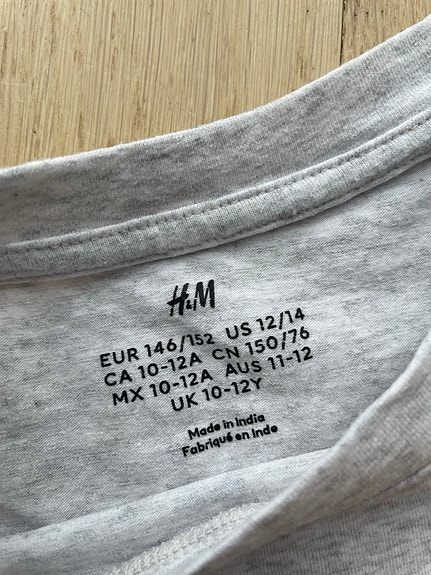 H&M
EUR 146/152 US 12/14
CA 10-12A CN 150/76
MX 10-12A AUS 11-12
UK 10-12Y
Made in India
Fabriqué en Inde